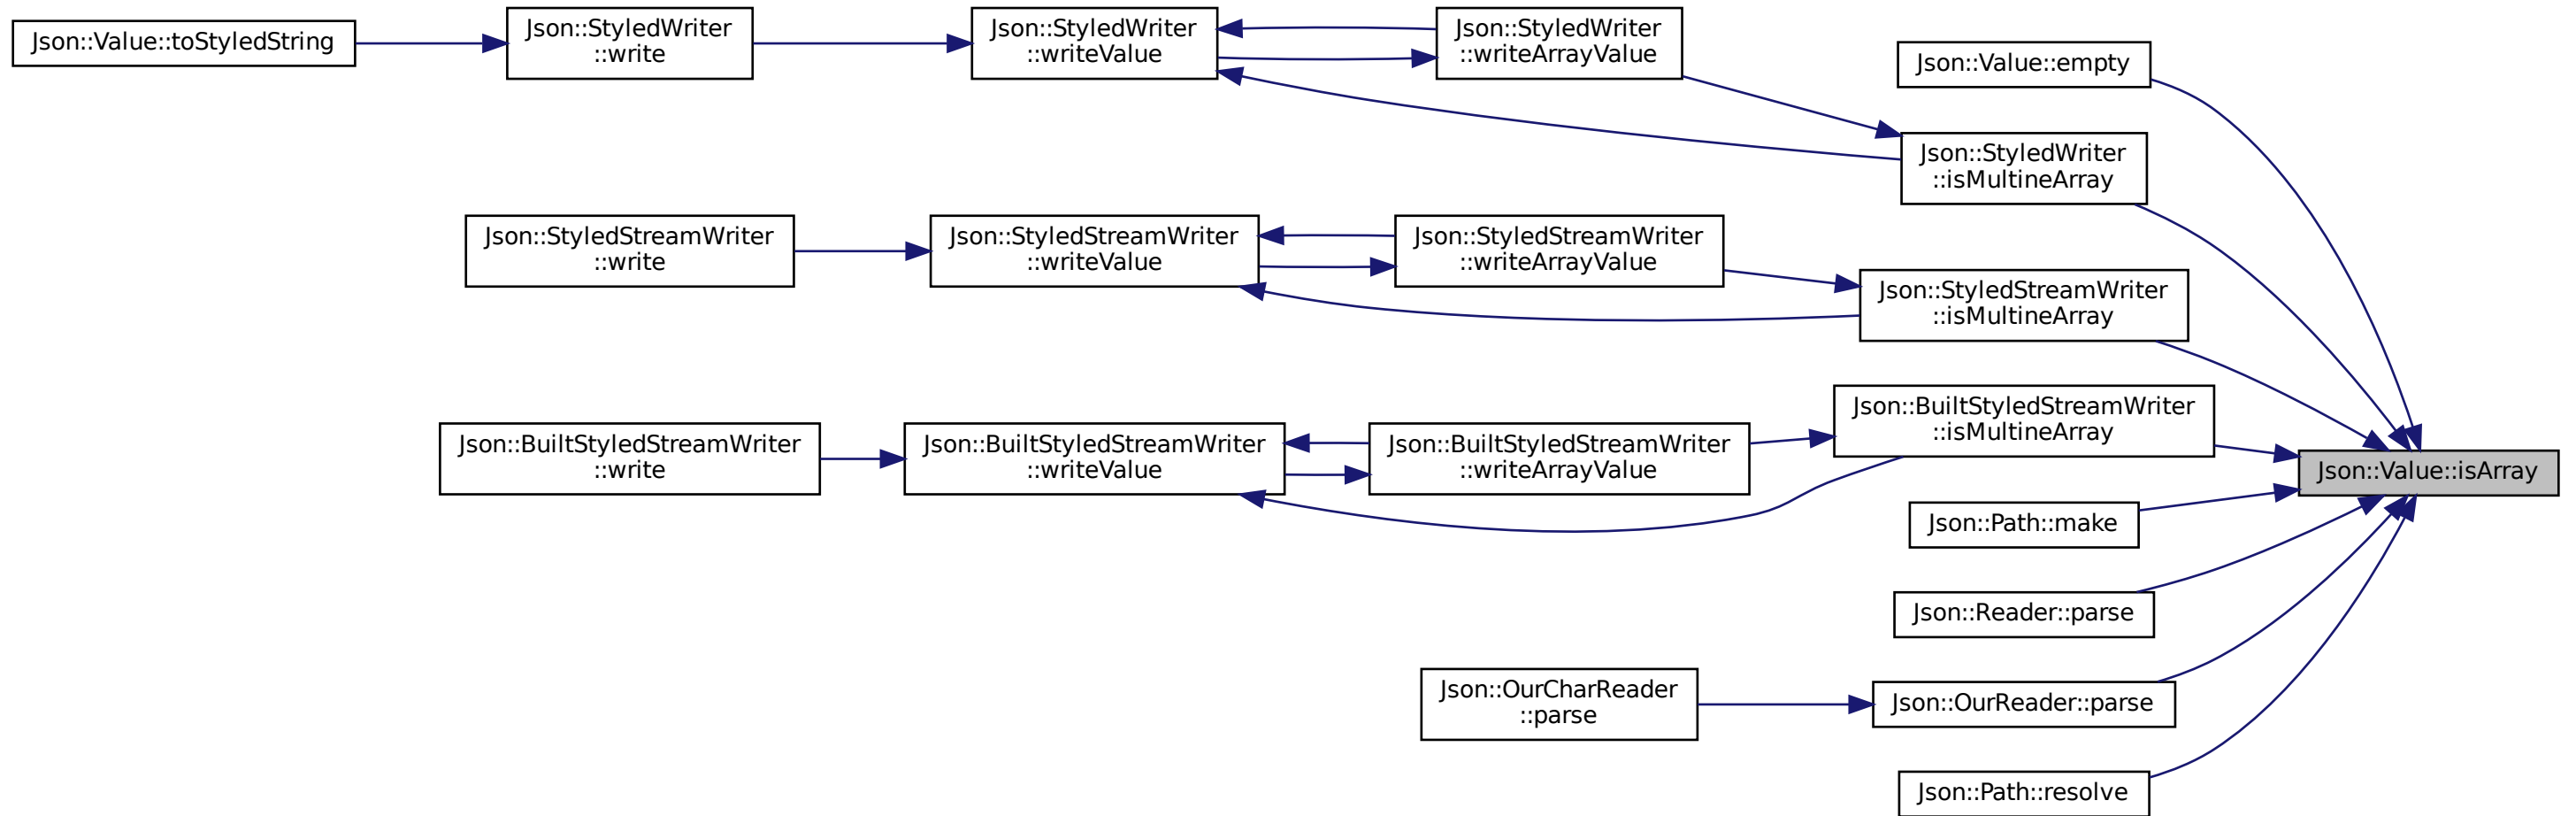 Json::Value::toStyledString
Json::StyledWriter
::write
Json::StyledWriter
::writeValue
Json::StyledWriter
::writeArrayValue
Json::Value::empty
Json::StyledWriter
::isMultineArray
Json::StyledStreamWriter
::write
Json::StyledStreamWriter
::writeValue
Json::StyledStreamWriter
::writeArrayValue
Json::StyledStreamWriter
::isMultineArray
Json::BuiltStyledStreamWriter
::write
Json::BuiltStyledStreamWriter
::writeValue
Json::BuiltStyledStreamWriter
::writeArrayValue
Json::BuiltStyledStreamWriter
::isMultineArray
Json::Value::isArray
Json::Path::make
Json::Reader::parse
Json::OurCharReader
::parse
Json::OurReader::parse
Json::Path::resolve